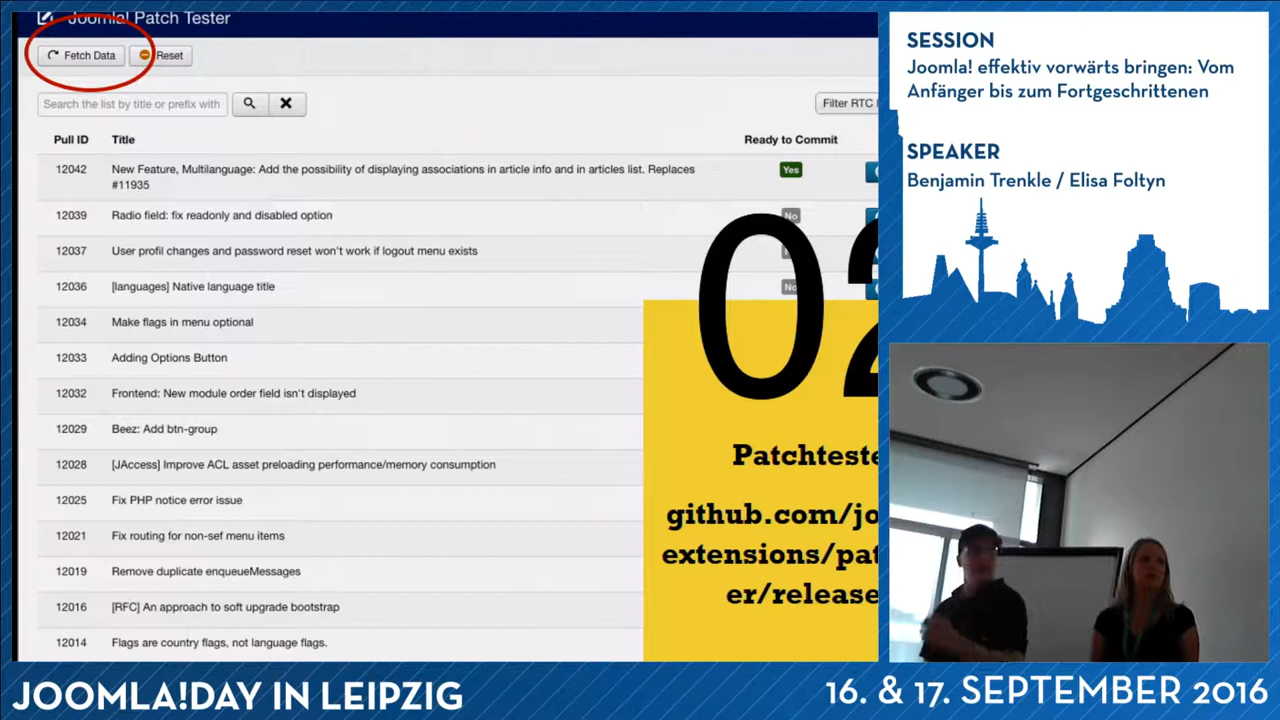 Joomla! Patch Tester
Fetch Data
Reset
Search the list by title or prefix with
Filter RTC
Pull ID Title Ready to Commit
12042 New Feature, Multilanguage: Add the possibility of displaying associations in article info and in articles list. Replaces Yes
#11935
12039 Radio field: fix readonly and disabled option No
12037 User profil changes and password reset won't work if logout menu exists
12036 [languages] Native language title No
12034 Make flags in menu optional
12033 Adding Options Button
12032 Frontend: New module order field isn't displayed
12029 Beez: Add btn-group
12028 [JAccess] Improve ACL asset preloading performance/memory consumption
12025 Fix PHP notice error issue
12021 Fix routing for non-sef menu items
12019 Remove duplicate enqueueMessages
12016 [RFC] An approach to soft upgrade bootstrap
12014 Flags are country flags, not language flags.
02
Patchteste
github.com/jo
extensions/pat
er/release
SESSION
Joomla! effektiv vorwärts bringen: Vom
Anfänger bis zum Fortgeschrittenen
SPEAKER
Benjamin Trenkle / Elisa Foltyn
JOOMLA!DAY IN LEIPZIG
16. & 17. SEPTEMBER 2016